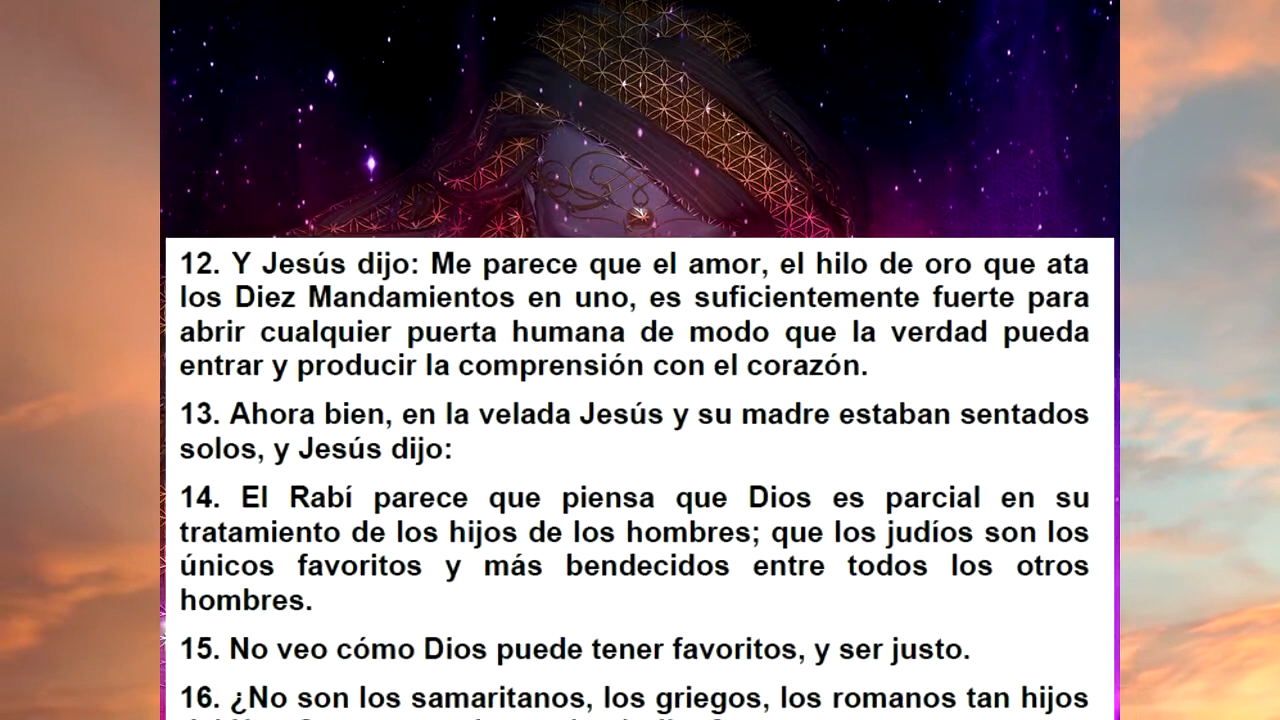 12. Y Jesús dijo: Me parece que el amor, el hilo de oro que ata
los Diez Mandamientos en uno, es suficientemente fuerte para
abrir cualquier puerta humana de modo que la verdad pueda
entrar y producir la comprensión con el corazón.
13. Ahora bien, en la velada Jesús y su madre estaban sentados
solos, y Jesús dijo:
14. El Rabí parece que piensa que Dios es parcial en su
tratamiento de los hijos de los hombres; que los judíos son los
únicos favoritos y más bendecidos entre todos los otros
hombres.
15. No veo cómo Dios puede tener favoritos, y ser justo.
16. ¿No son los samaritanos, los griegos, los romanos tan hijos